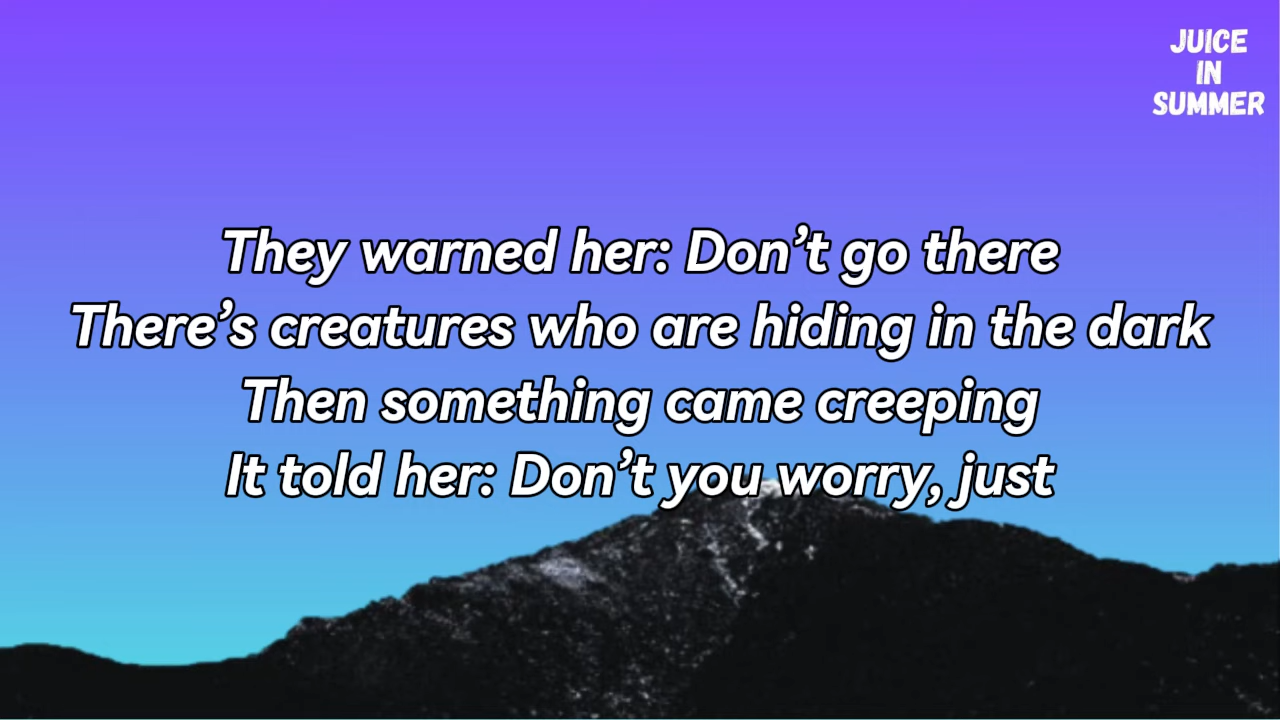 JUICE
IN
SUMMER
They warned her: Don’t go there
There’s creatures who are hiding in the dark
Then something came creeping
It told her: Don’t you worry, just